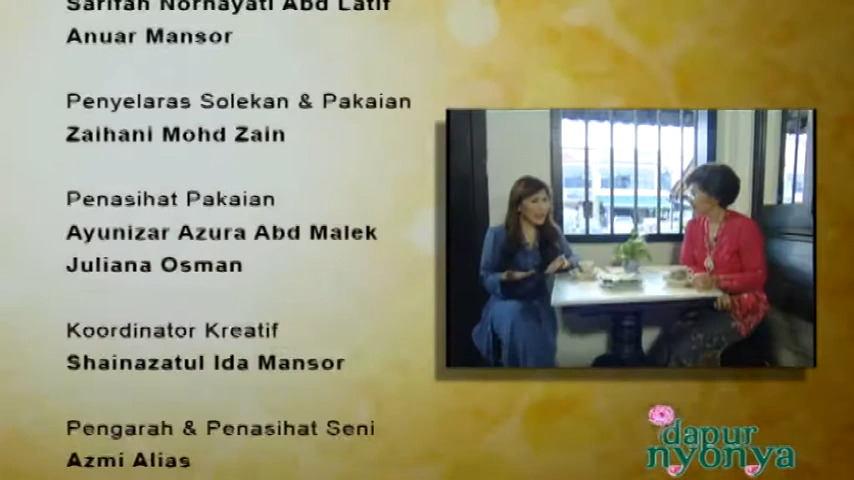 Sarifah Norhayati Abd Latif
Anuar Mansor
Penyelaras Solekan & Pakaian
Zaihani Mohd Zain
Penasihat Pakaian
Ayunizar Azura Abd Malek
Juliana Osman
Koordinator Kreatif
Shainazatul Ida Mansor
Pengarah & Penasihat Seni
Azmi Alias
dapur
nyonya